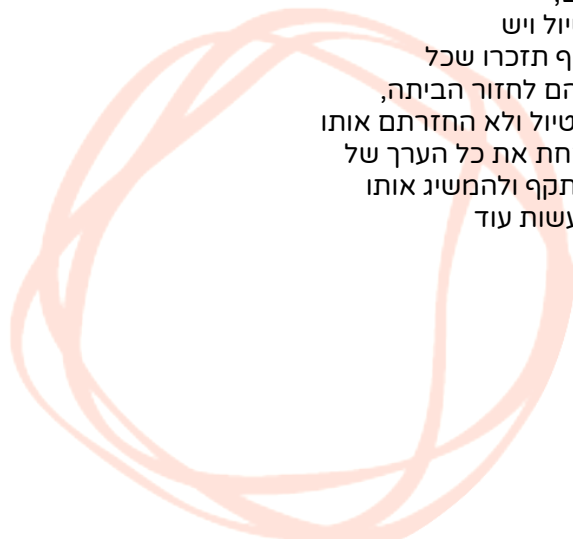 ייול ויש
ף תזכרו שכל
הם לחזור הביתה,
טיול ולא החזרתם אותו
חת את כל הערך של
תקף ולהמשיג אותו
עשות עוד